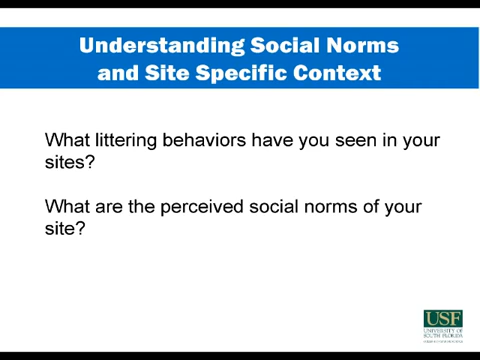 Understanding Social Norms
and Site Specific Context
What littering behaviors have you seen in your
sites?
What are the perceived social norms of your
site?
USF
UNIVERSITY OF
SOUTH FLORIDA